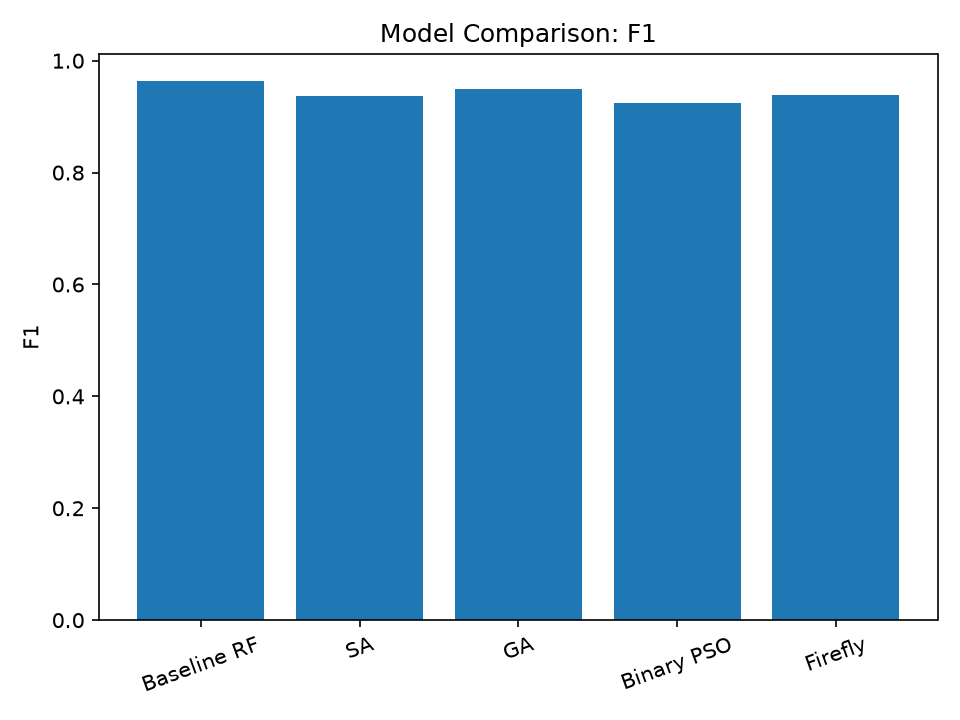 Model Comparison: F1
1.0
0.8
0.6
0.4
0.2
0.0
F1
Baseline RF
SA
GA
Binary PSO
Firefly